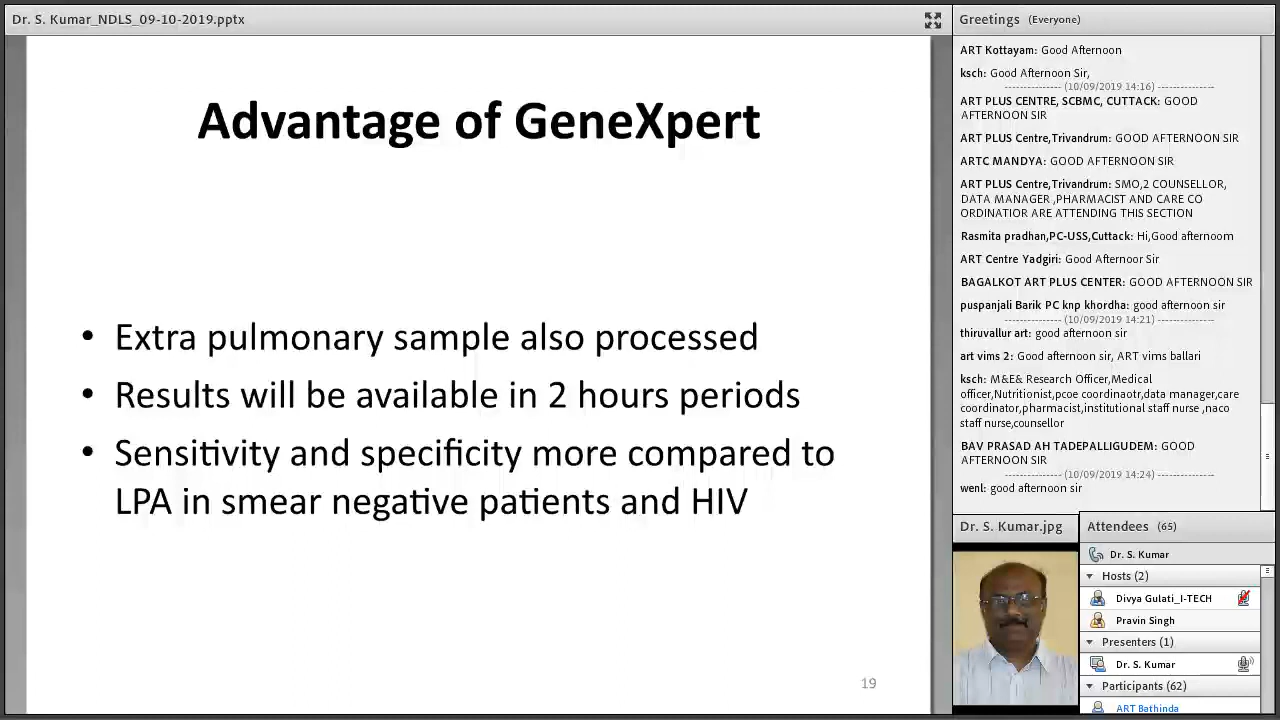 Dr. S. Kumar_NDLS_09-10-2019.pptx
Advantage of GeneXpert
• Extra pulmonary sample also processed
• Results will be available in 2 hours periods
• Sensitivity and specificity more compared to
LPA in smear negative patients and HIV
19
Greetings (Everyone)
ART Kottayam: Good Afternoon
ksch: Good Afternoon Sir,
--------------- (10/09/2019 14:16) ---------------
ART PLUS CENTRE, SCBMC, CUTTACK: GOOD
AFTERNOON SIR
ART PLUS Centre,Trivandrum: GOOD AFTERNOON SIR
ARTC MANDYA: GOOD AFTERNOON SIR
ART PLUS Centre,Trivandrum: SMO,2 COUNSELLOR,
DATA MANAGER ,PHARMACIST AND CARE CO
ORDINATIOR ARE ATTENDING THIS SECTION
Rasmita pradhan,PC-USS,Cuttack: Hi,Good afternoom
ART Centre Yadgiri: Good Afternoor Sir
BAGALKOT ART PLUS CENTER: GOOD AFTERNOON SIR
puspanjali Barik PC knp khordha: good afternoon sir
--------------- (10/09/2019 14:21) ---------------
thiruvallur art: good afternoon sir
art vims 2: Good afternoon sir, ART vims ballari
ksch: M&E& Research Officer,Medical
officer,Nutritionist,pcoe coordinaotr,data manager,care
coordinator,pharmacist,institutional staff nurse ,naco
staff nurse,counsellor
BAV PRASAD AH TADEPALLIGUDEM: GOOD
AFTERNOON SIR
--------------- (10/09/2019 14:24) ---------------
wenl: good afternoon sir
Dr. S. Kumar.jpg
Attendees (65)
Dr. S. Kumar
Hosts (2)
Divya Gulati_I-TECH
Pravin Singh
Presenters (1)
Dr. S. Kumar
Participants (62)
ART Bathinda